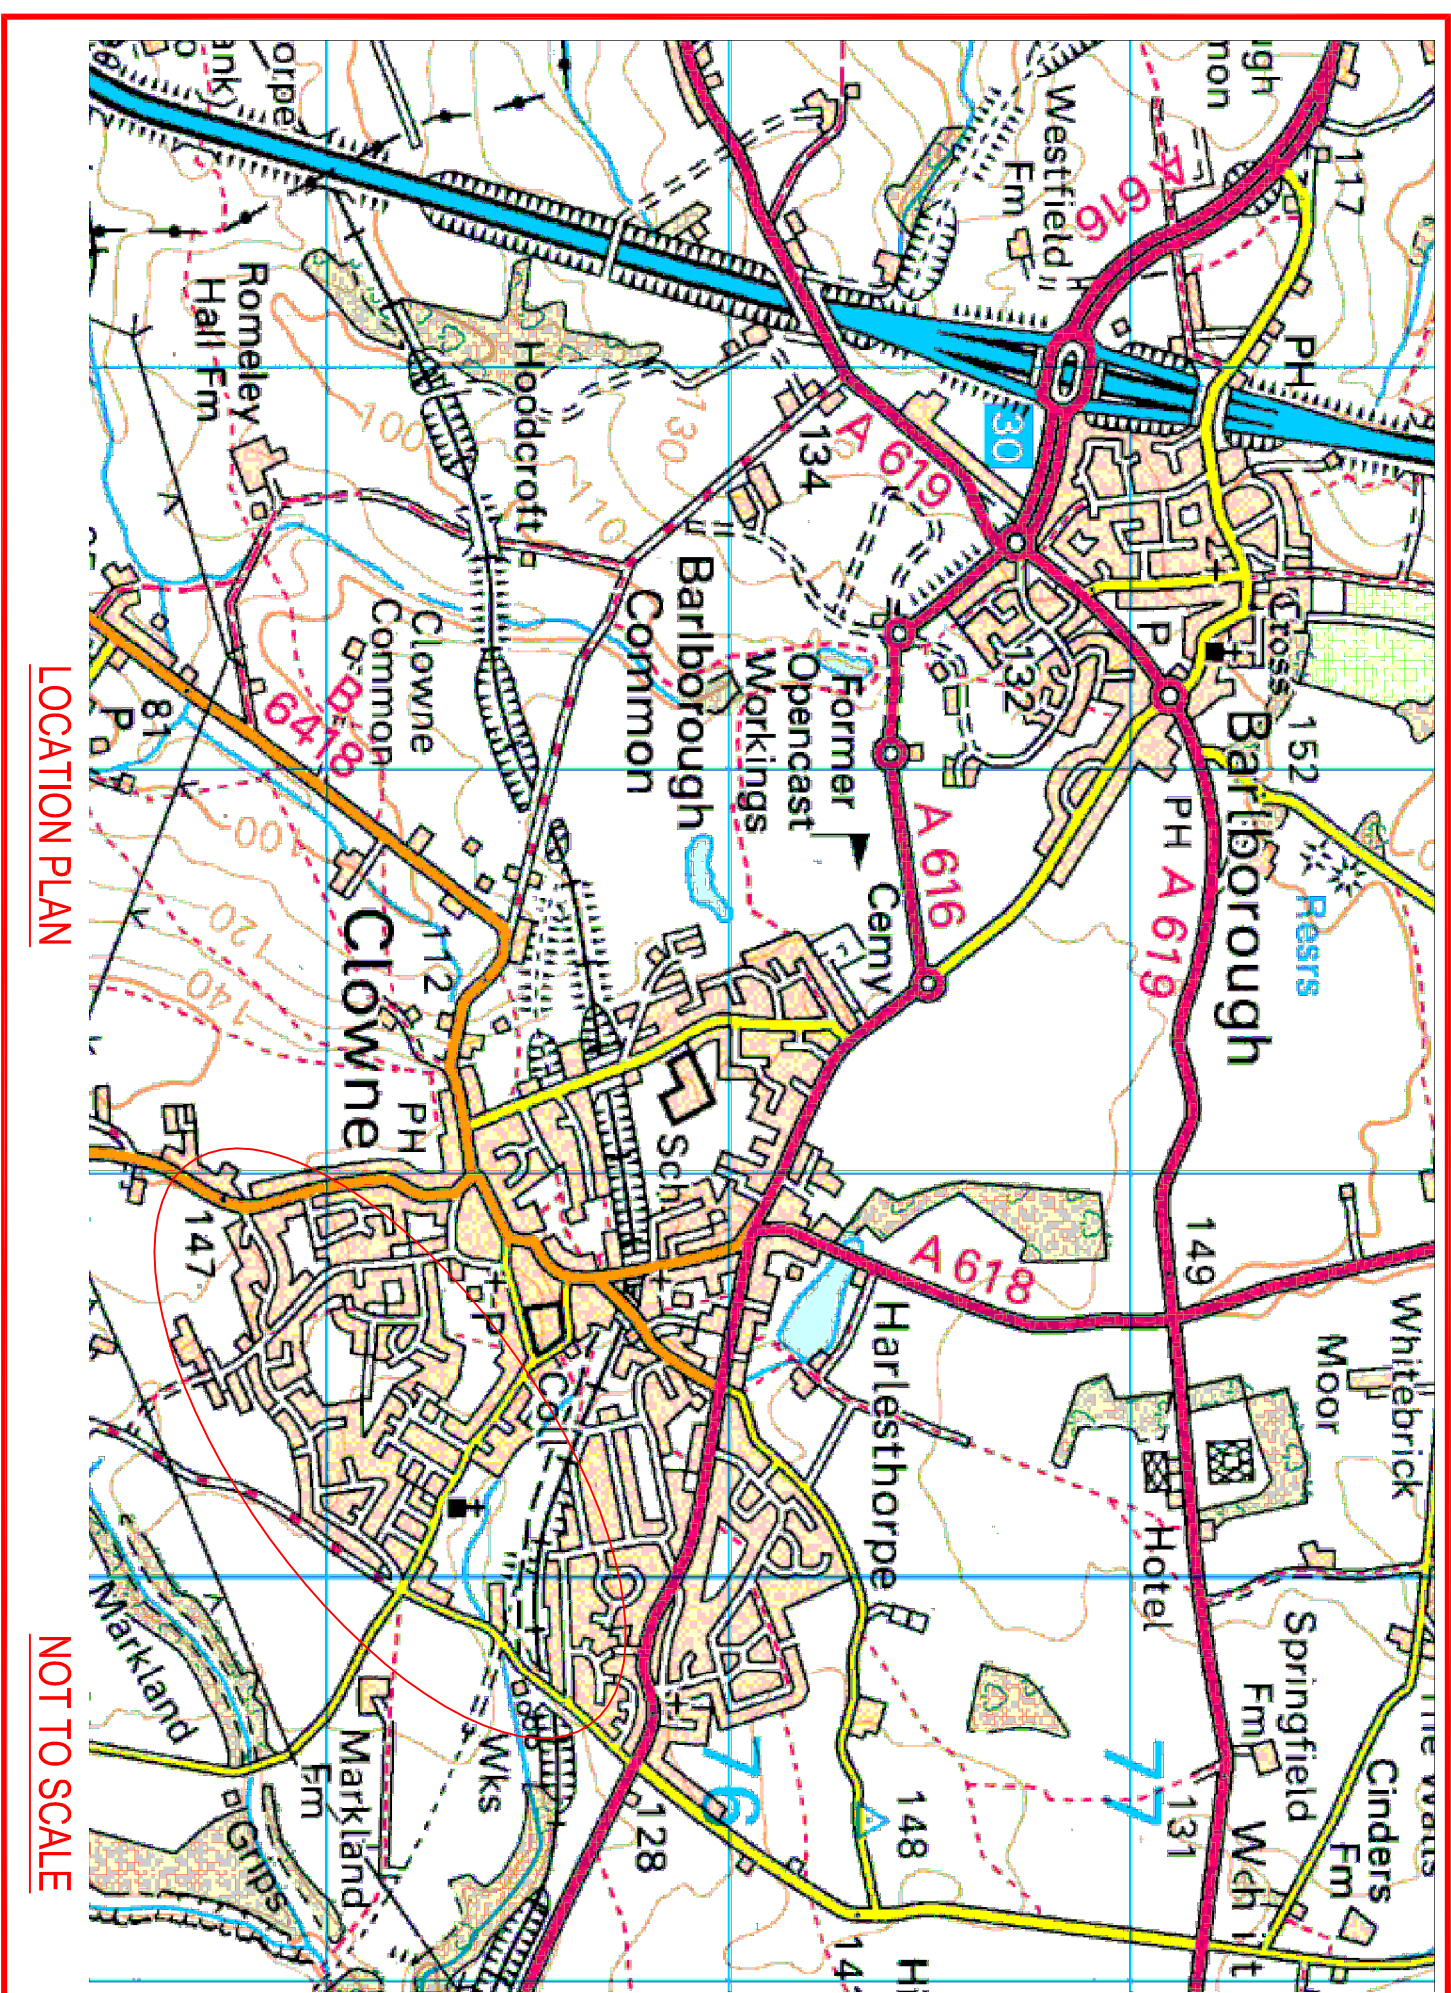 LOCATION PLAN
NOT TO SCALE
117
A 616
Westfield
Fm
PH
30
A 619
134
130
110
100
Hoodcroft
Romeley
Hall Fm
Cross
P
132
Barlborough
152
Resrs
PH
A 619
A 616
Former
Opencast
Workings
Cemy
Barlborough
Common
Clowne
Common
B 6418
81
P
100
120
140
112
Clowne
PH
Sch
147
PH
Coll
149
A 618
Harlesthorpe
Whitebrick
Moor
Hotel
Springfield
Fm
Cinders
Fm
77
76
131
148
128
Wks
Markland
Fm
Markland
Grips